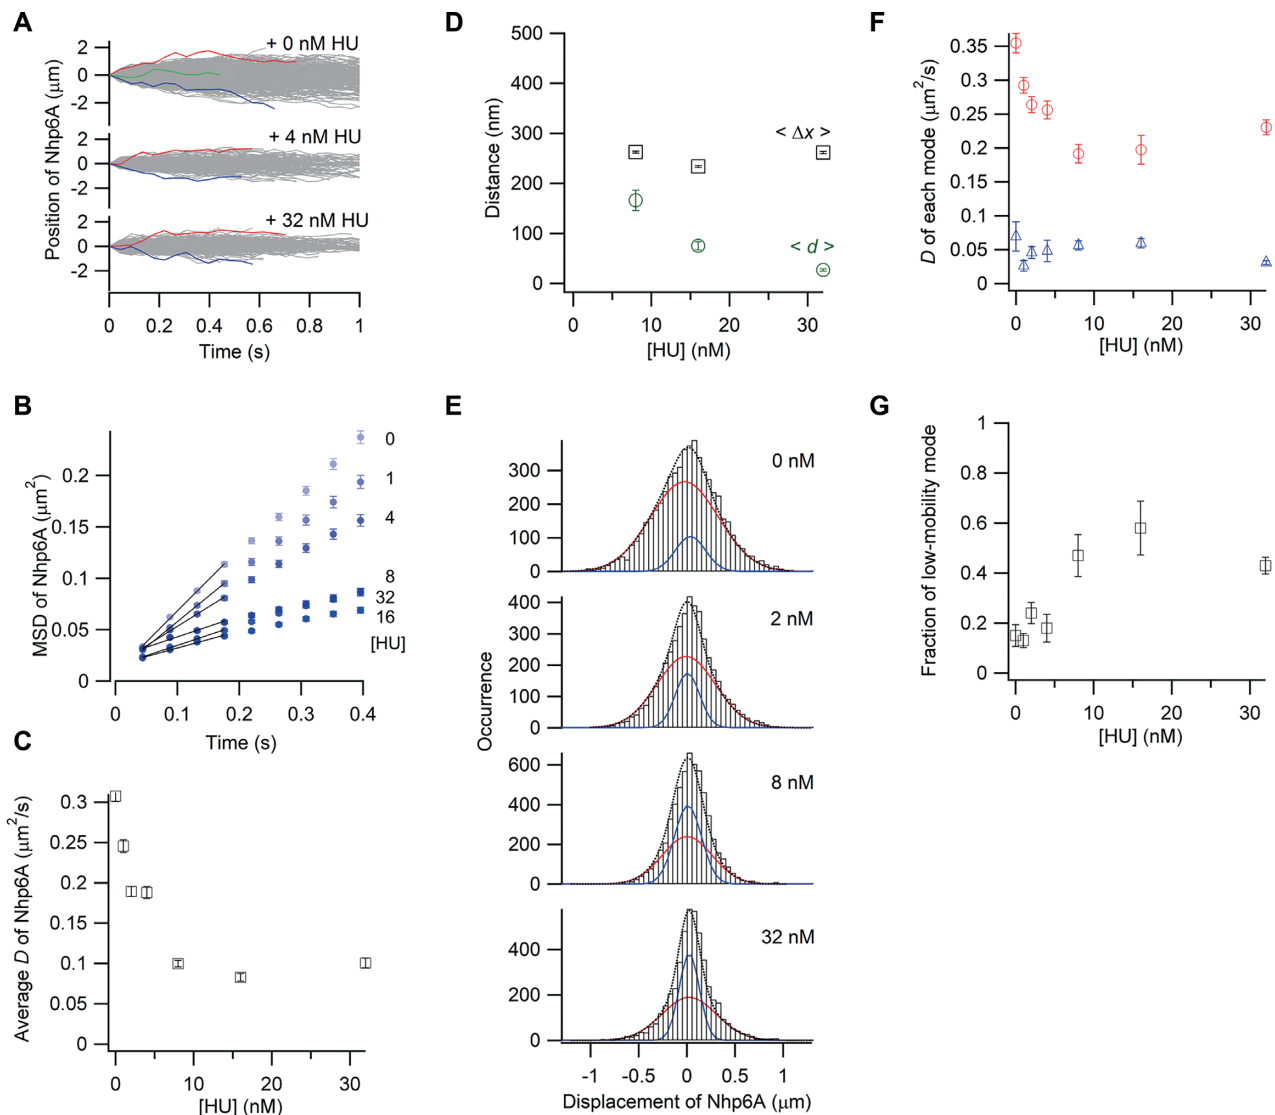 A
+ 0 nM HU
+ 4 nM HU
+ 32 nM HU
Position of Nhp6A (μm)
2
0
-2
2
0
-2
2
0
-2
0 0.2 0.4 0.6 0.8 1
Time (s)
B
MSD of Nhp6A (μm²)
0.2
0.15
0.1
0.05
0
0
1
4
8
32
16
[HU]
0 0.1 0.2 0.3 0.4
Time (s)
C
Average D of Nhp6A (μm²/s)
0.3
0.25
0.2
0.15
0.1
0.05
0
0 10 20 30
[HU] (nM)
D
Distance (nm)
500
400
300
200
100
0
< Δx >
< d >
0 10 20 30
[HU] (nM)
E
Occurrence
0 nM
300
200
100
0
2 nM
400
300
200
100
0
8 nM
600
400
200
0
32 nM
400
200
0
-1 -0.5 0 0.5 1
Displacement of Nhp6A (μm)
F
D of each mode (μm²/s)
0.35
0.3
0.25
0.2
0.15
0.1
0.05
0
0 10 20 30
[HU] (nM)
G
Fraction of low-mobility mode
1
0.8
0.6
0.4
0.2
0
0 10 20 30
[HU] (nM)